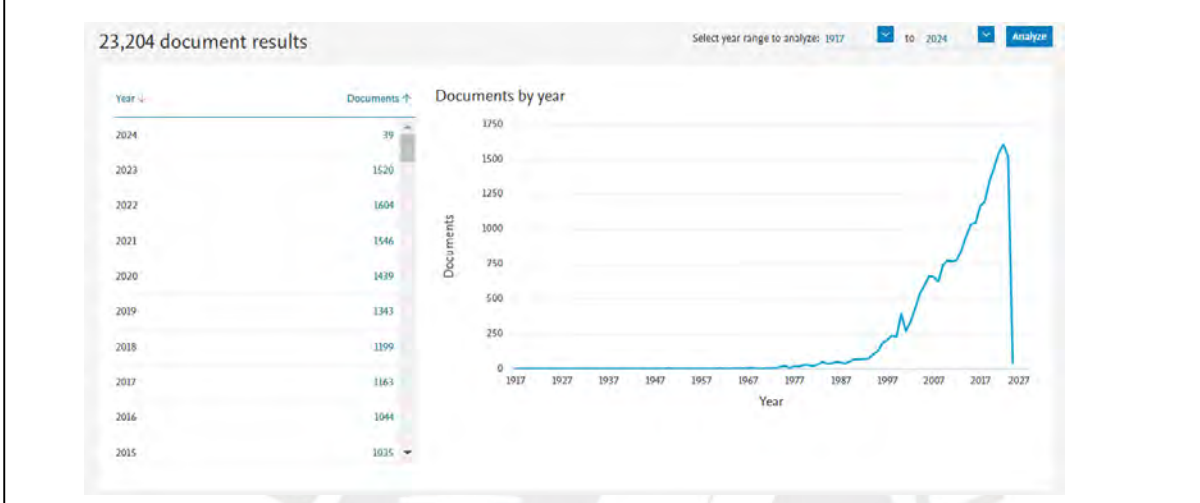 23,204 document results
Select year range to analyze: 1917 to 2024 Analyze
Year ↓ Documents ↑
2024 39
2023 1520
2022 1604
2021 1546
2020 1439
2019 1343
2018 1199
2017 1163
2016 1044
2015 1035
Documents by year
1750
1500
1250
1000
750
500
250
0
Documents
1917 1927 1937 1947 1957 1967 1977 1987 1997 2007 2017 2027
Year